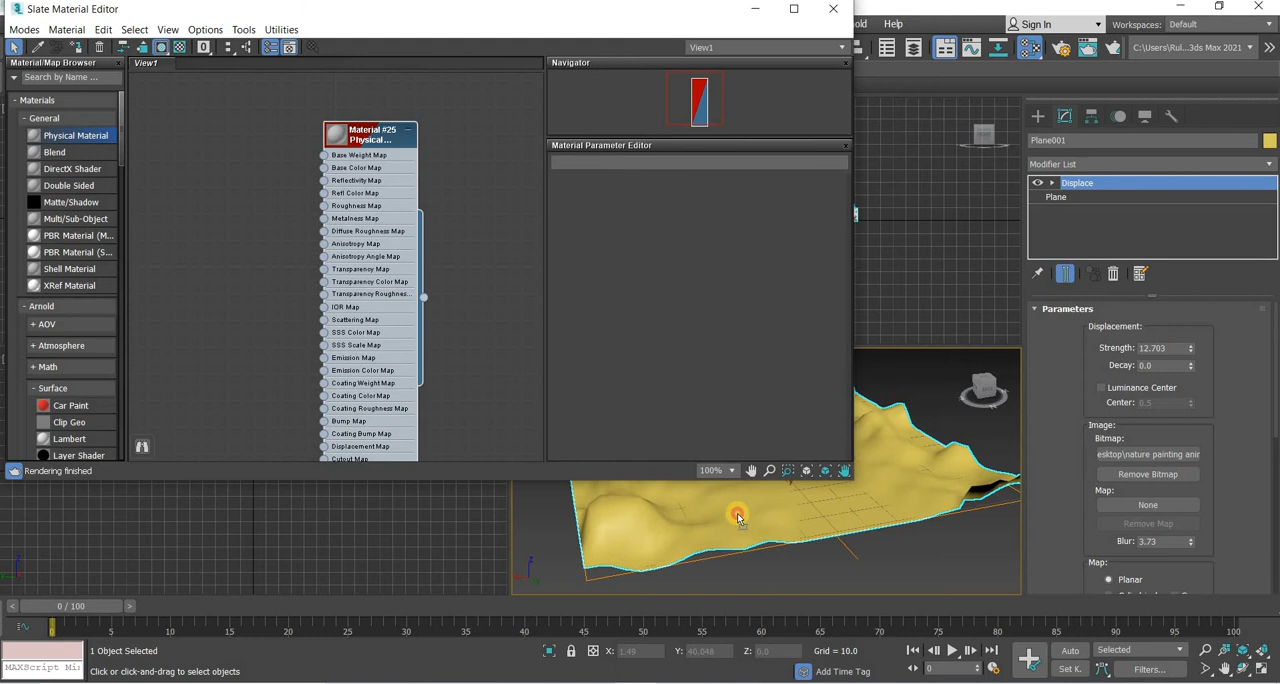 Slate Material Editor
Modes Material Edit Select View Options Tools Utilities
View1
Material/Map Browser
Search by Name ...
- Materials
- General
Physical Material
Blend
DirectX Shader
Double Sided
Matte/Shadow
Multi/Sub-Object
PBR Material (M...
PBR Material (S...
Shell Material
XRef Material
- Arnold
+ AOV
+ Atmosphere
+ Math
- Surface
Car Paint
Clip Geo
Lambert
Layer Shader
View1
Material #25
Physical...
Base Weight Map
Base Color Map
Reflectivity Map
Refl Color Map
Roughness Map
Metalness Map
Diffuse Roughness Map
Anisotropy Map
Anisotropy Angle Map
Transparency Map
Transparency Color Map
Transparency Roughnes...
IOR Map
Scattering Map
SSS Color Map
SSS Scale Map
Emission Map
Emission Color Map
Coating Weight Map
Coating Color Map
Coating Roughness Map
Bump Map
Coating Bump Map
Displacement Map
Cutout Map
Navigator
Material Parameter Editor
Rendering finished
100%
Help
Sign In
Workspaces: Default
3ds Max 2021
Plane001
Modifier List
Displace
Plane
Parameters
Displacement:
Strength: 12.703
Decay: 0.0
Luminance Center
Center: 0.5
Image:
Bitmap:
esktop\nature painting anir
Remove Bitmap
Map:
None
Remove Map
Blur: 3.73
Map:
Planar
0 / 100
0 5 10 15 20 25 30 35 40 45 50 55 60 65 70 75 80 85 90 95 100
1 Object Selected
Click or click-and-drag to select objects
MAXScript Mi
X: 1.49 Y: 40.048 Z: 0.0 Grid = 10.0
Add Time Tag
0
Auto
Selected
Set K.
Filters...